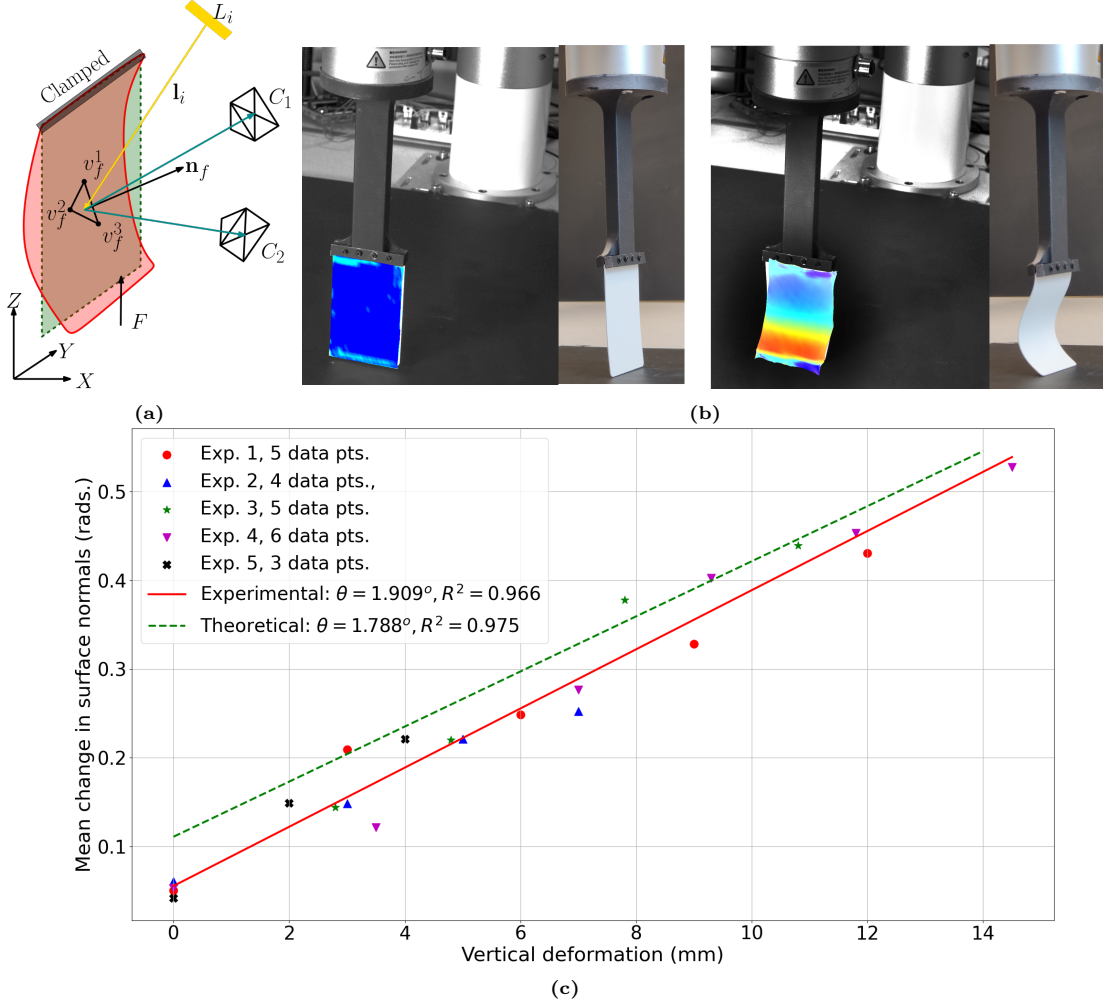 L_i
Clamped
l_i
C_1
v_f^1
n_f
v_f^2
v_f^3
C_2
Z
F
Y
X
(a)
(b)
Exp. 1, 5 data pts.
Exp. 2, 4 data pts.,
Exp. 3, 5 data pts.
Exp. 4, 6 data pts.
Exp. 5, 3 data pts.
Experimental: θ = 1.909°, R² = 0.966
Theoretical: θ = 1.788°, R² = 0.975
Mean change in surface normals (rads.)
0.5
0.4
0.3
0.2
0.1
0 2 4 6 8 10 12 14
Vertical deformation (mm)
(c)